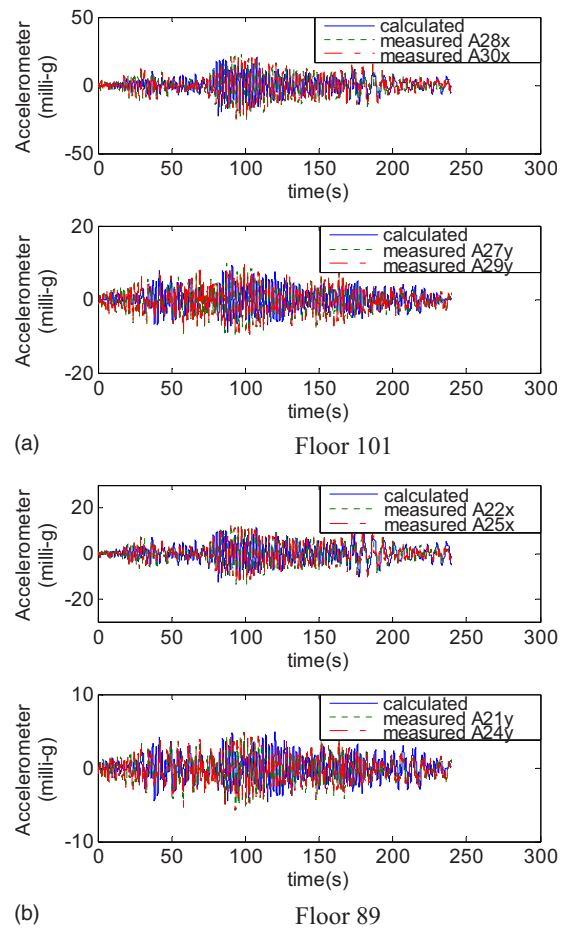 50
0
-50
Accelerometer
(milli-g)
calculated
measured A28x
measured A30x
0 50 100 150 200 250 300
time(s)
20
0
-20
Accelerometer
(milli-g)
calculated
measured A27y
measured A29y
0 50 100 150 200 250 300
time(s)
(a) Floor 101
20
0
-20
Accelerometer
(milli-g)
calculated
measured A22x
measured A25x
0 50 100 150 200 250 300
time(s)
10
0
-10
Accelerometer
(milli-g)
calculated
measured A21y
measured A24y
0 50 100 150 200 250 300
time(s)
(b) Floor 89